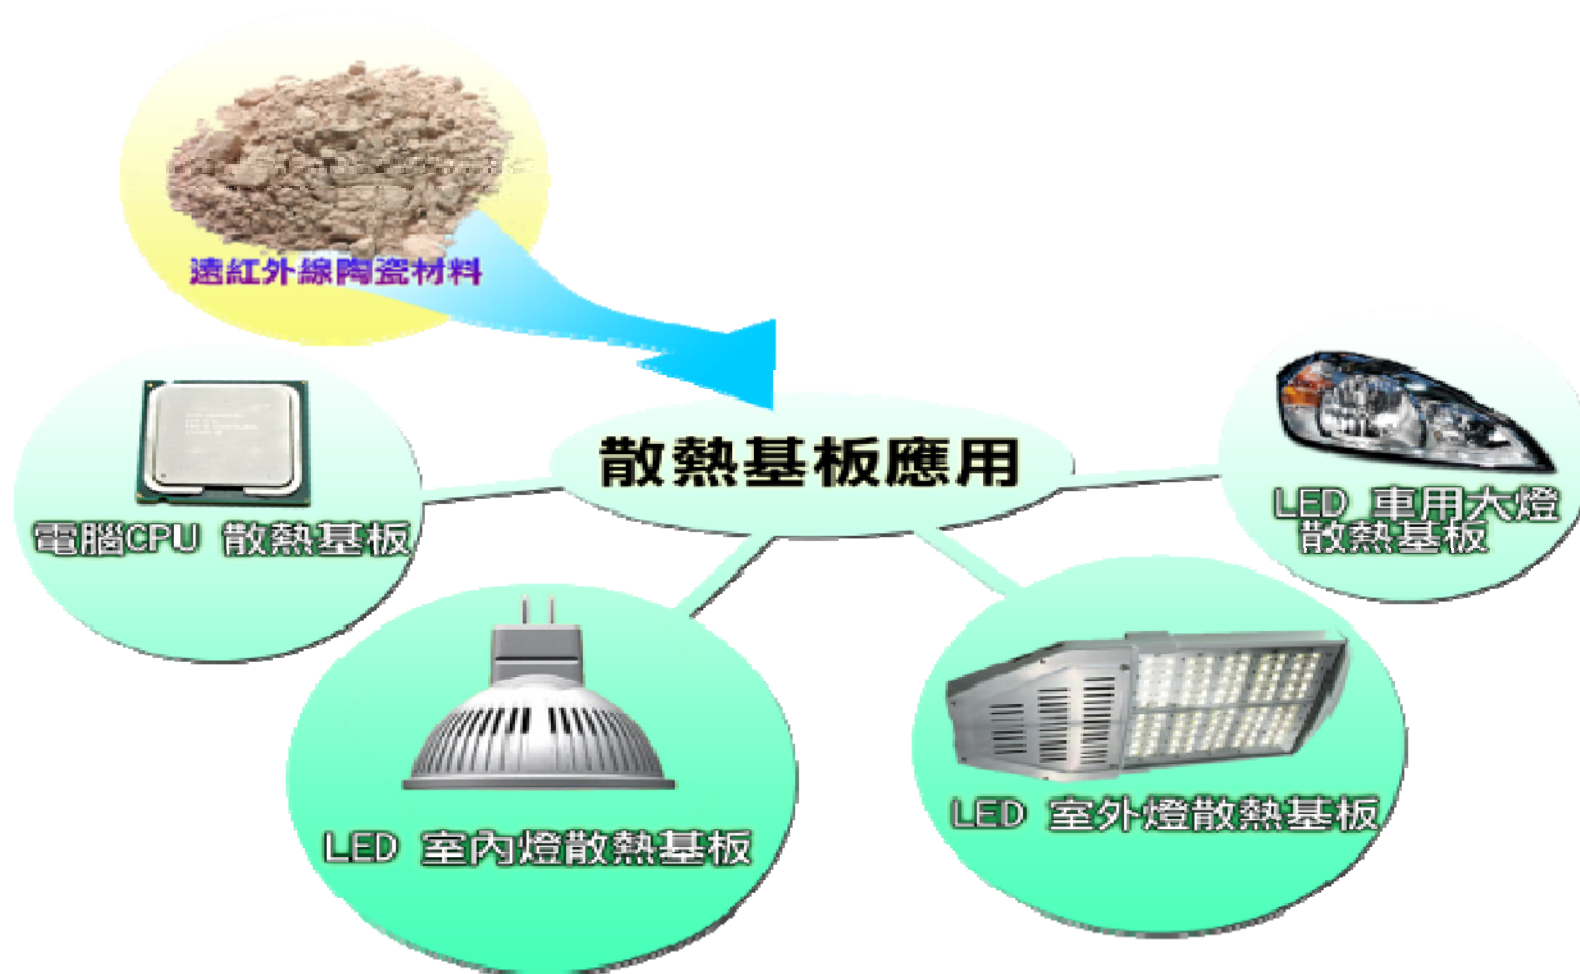 遠紅外線陶瓷材料
散熱基板應用
電腦CPU 散熱基板
LED 車用大燈
散熱基板
LED 室內燈散熱基板
LED 室外燈散熱基板